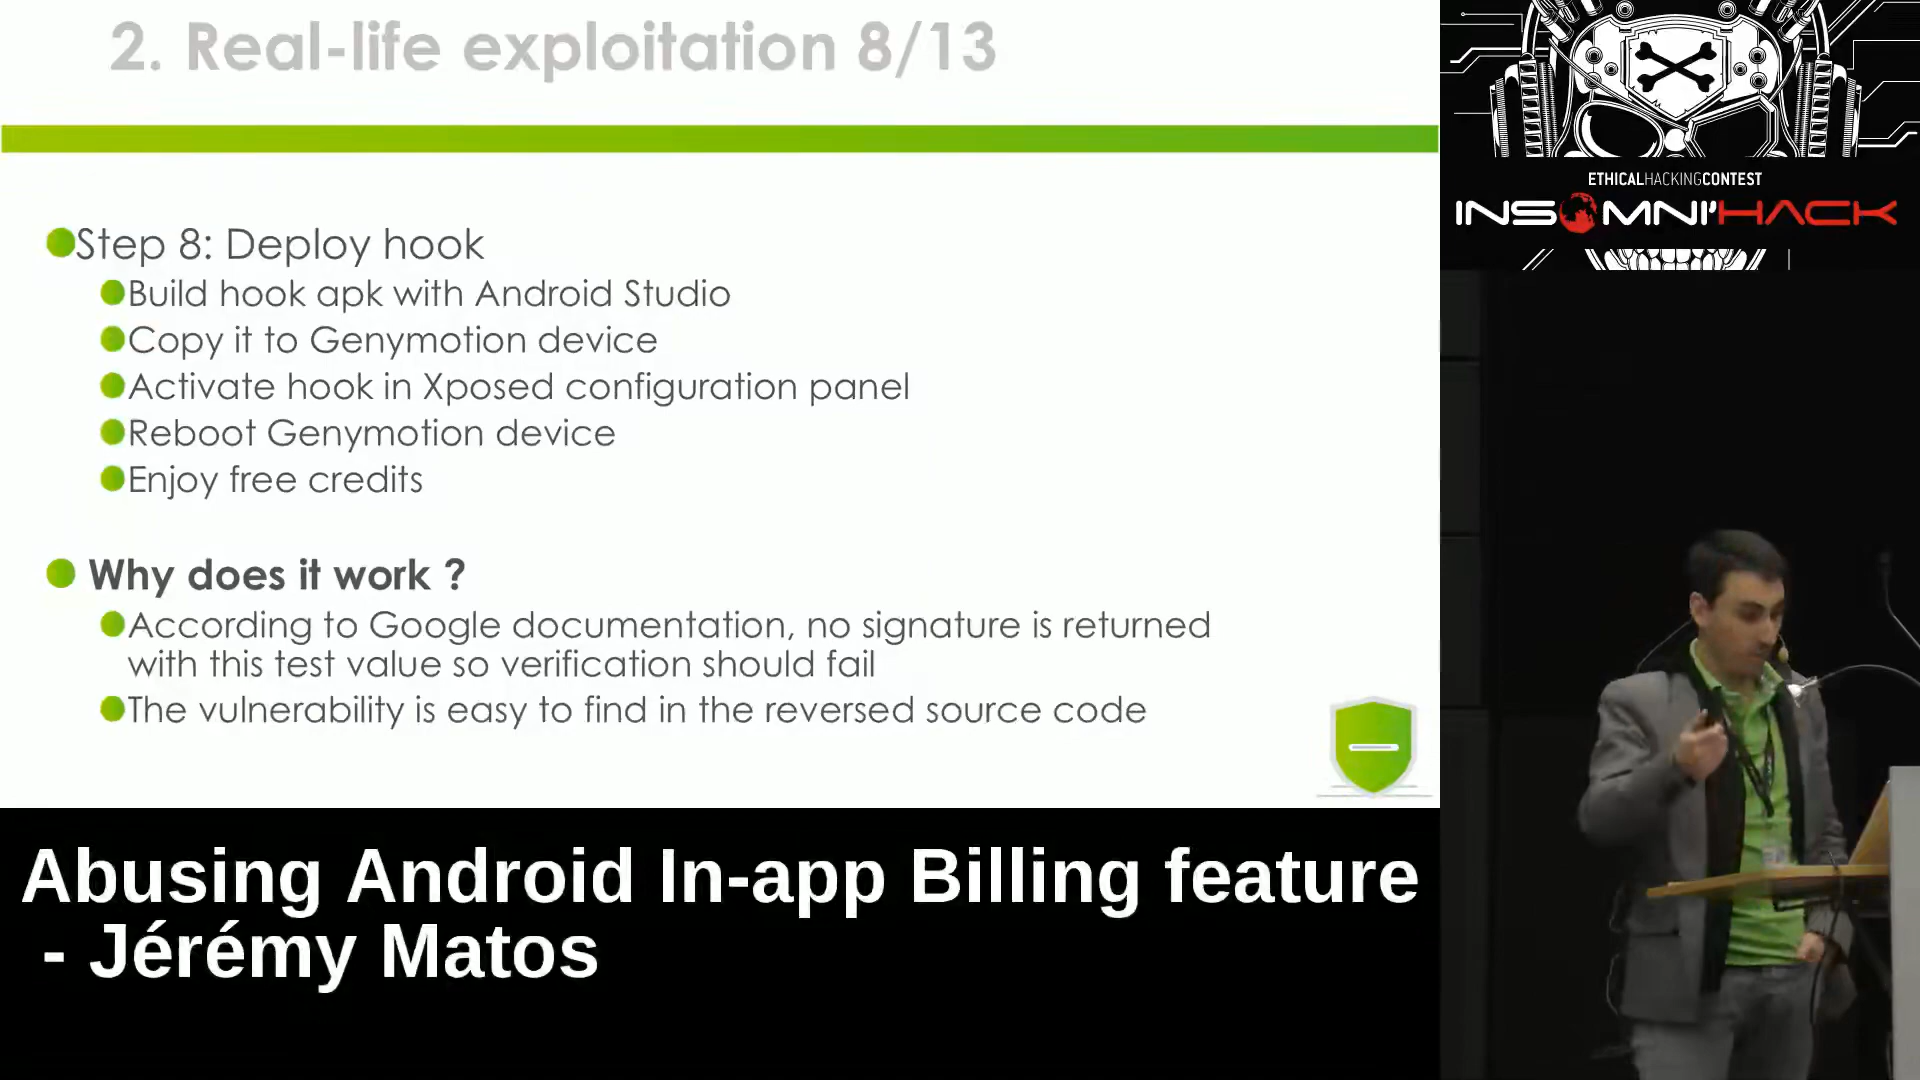 2. Real-life exploitation 8/13
Step 8: Deploy hook
Build hook apk with Android Studio
Copy it to Genymotion device
Activate hook in Xposed configuration panel
Reboot Genymotion device
Enjoy free credits
Why does it work ?
According to Google documentation, no signature is returned
with this test value so verification should fail
The vulnerability is easy to find in the reversed source code
ETHICALHACKINGCONTEST
INSOMNI'HACK
Abusing Android In-app Billing feature
- Jérémy Matos